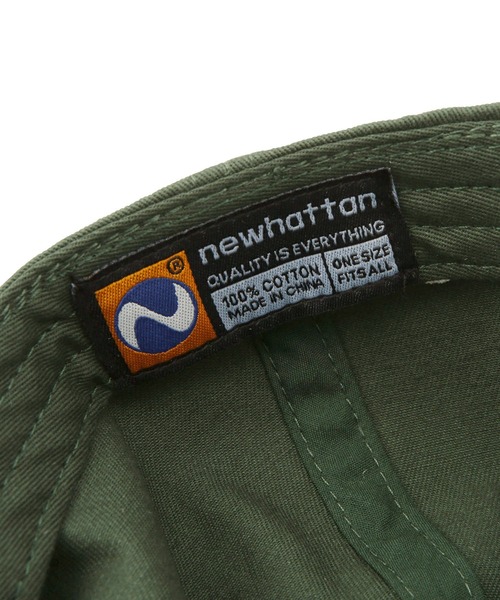 newhattan
®
QUALITY IS EVERYTHING
100% COTTON
MADE IN CHINA
ONE SIZE
FITS ALL